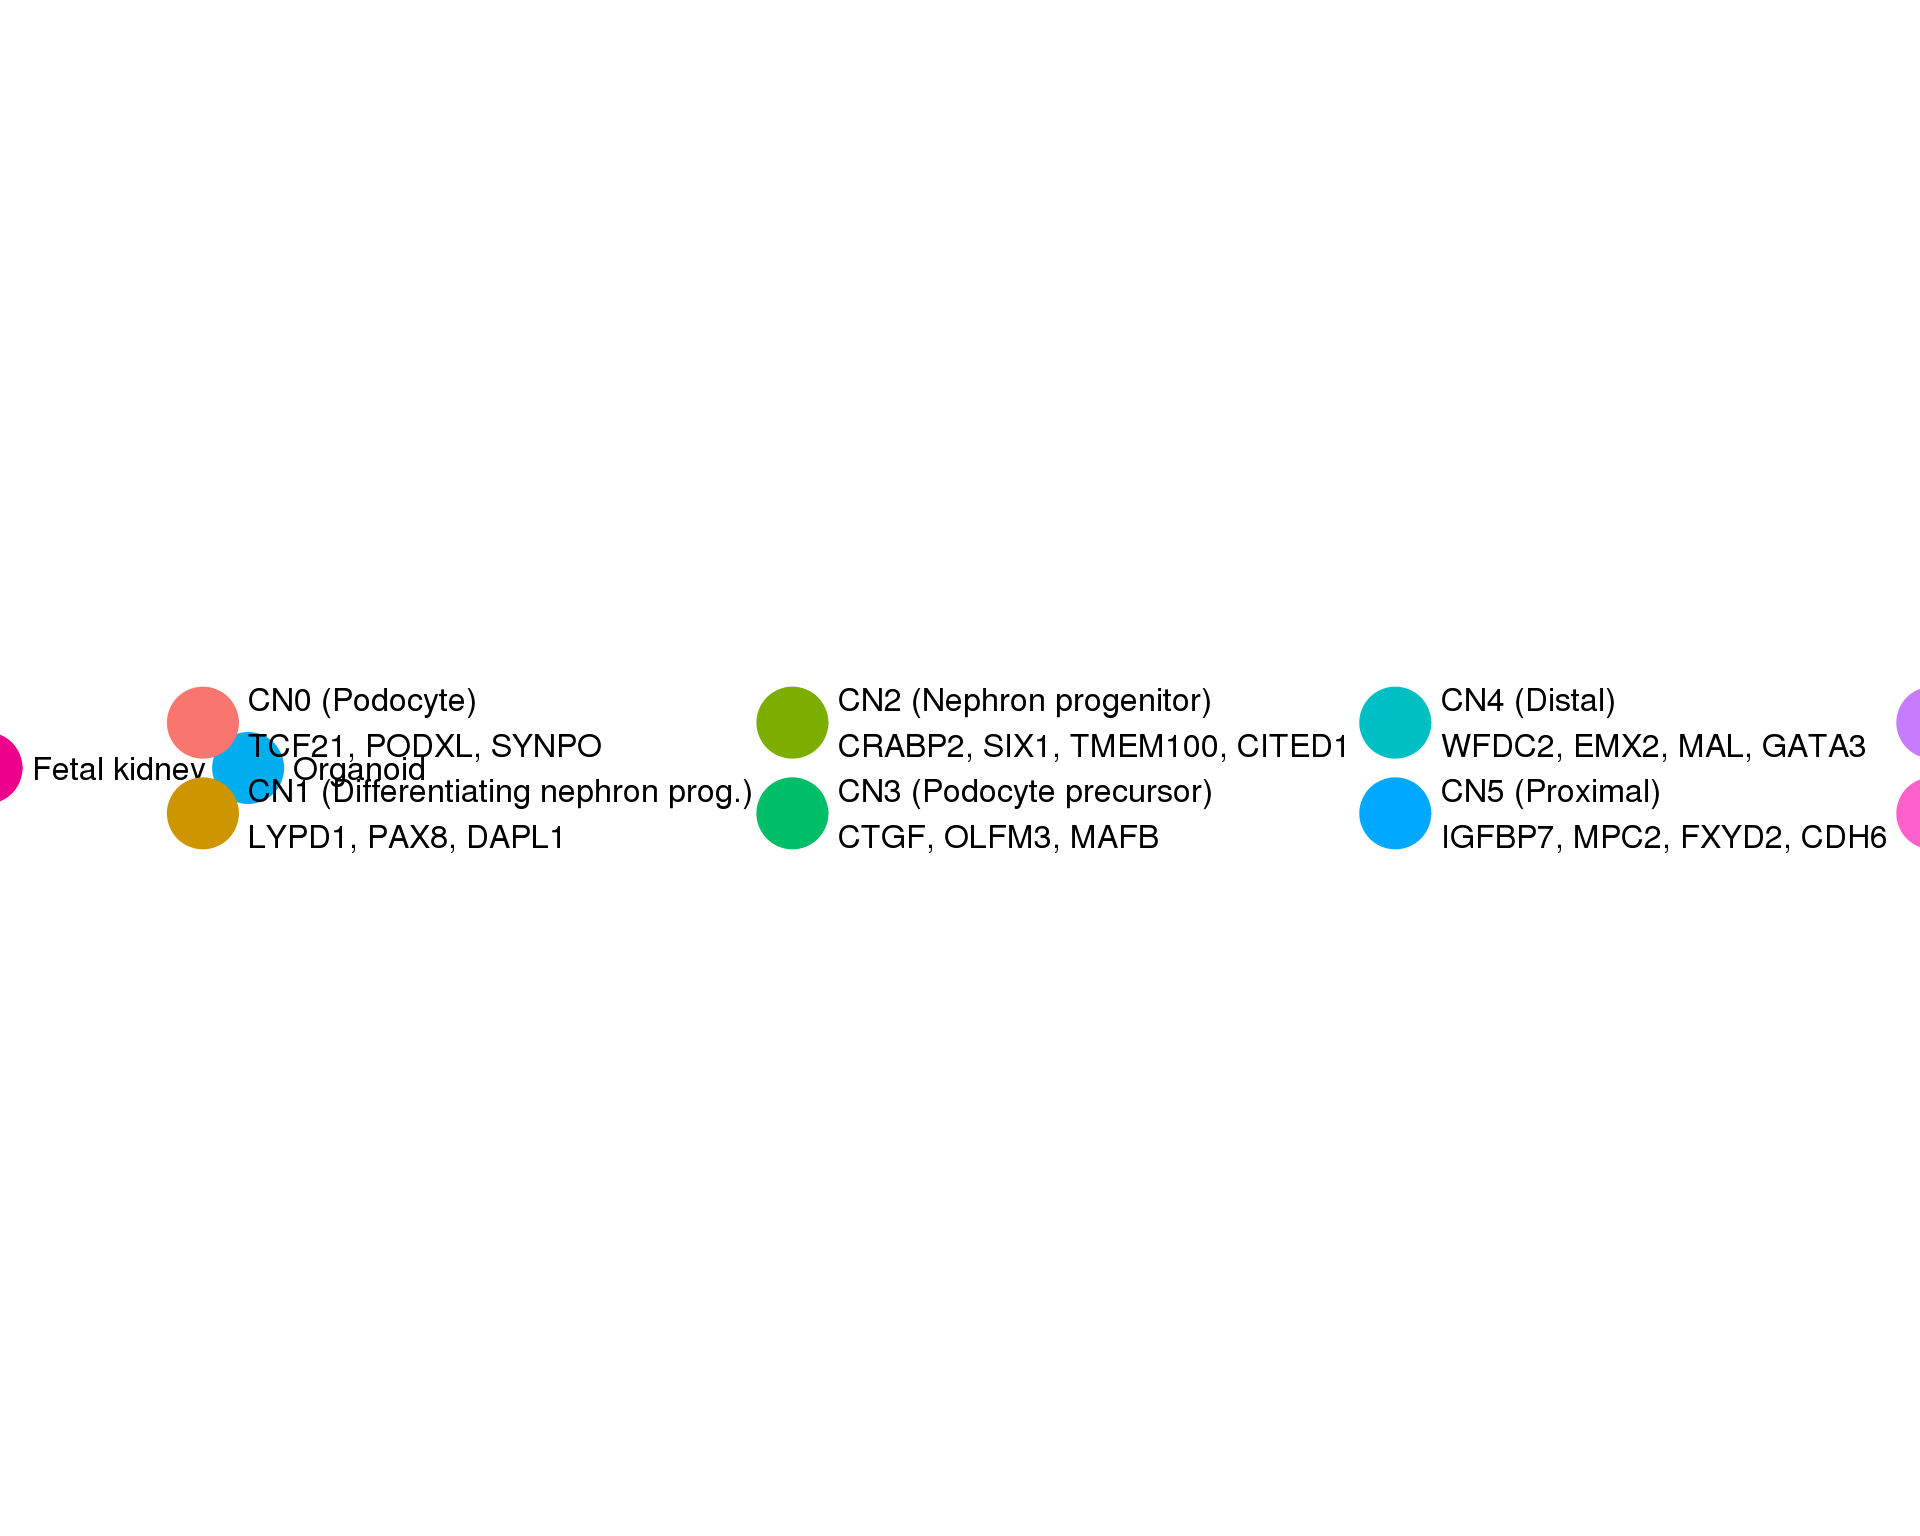 Fetal kidney
Organoid
CN0 (Podocyte)
TCF21, PODXL, SYNPO
CN1 (Differentiating nephron prog.)
LYPD1, PAX8, DAPL1
CN2 (Nephron progenitor)
CRABP2, SIX1, TMEM100, CITED1
CN3 (Podocyte precursor)
CTGF, OLFM3, MAFB
CN4 (Distal)
WFDC2, EMX2, MAL, GATA3
CN5 (Proximal)
IGFBP7, MPC2, FXYD2, CDH6